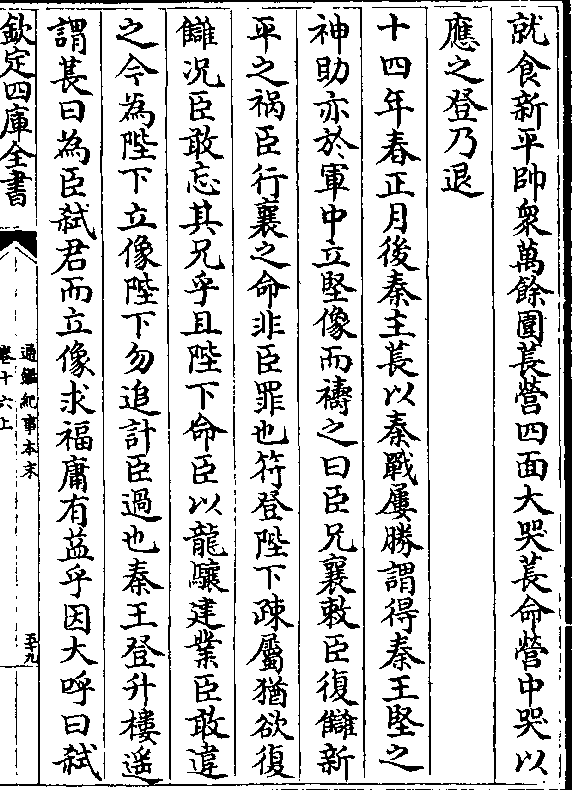 就食新平帥衆萬餘圍萇營四面大哭萇命營中哭以
應之登乃退
十四年春正月後秦主萇以秦戰屢勝謂得秦王堅之
神助亦於軍中立堅像而禱之曰臣兄襄敕臣復讎新
平之禍臣行襄之命非臣罪也符登陛下疎屬猶欲復
讎况臣敢忘其兄乎且陛下命臣以龍驤建業臣敢違
之今為陛下立像陛下勿追計臣過也秦王登升樓遥
謂萇曰為臣弑君而立像求福庸有益乎因大呼曰弑
欽定四庫全書
通鑑紀事本末
卷十六上
五十九